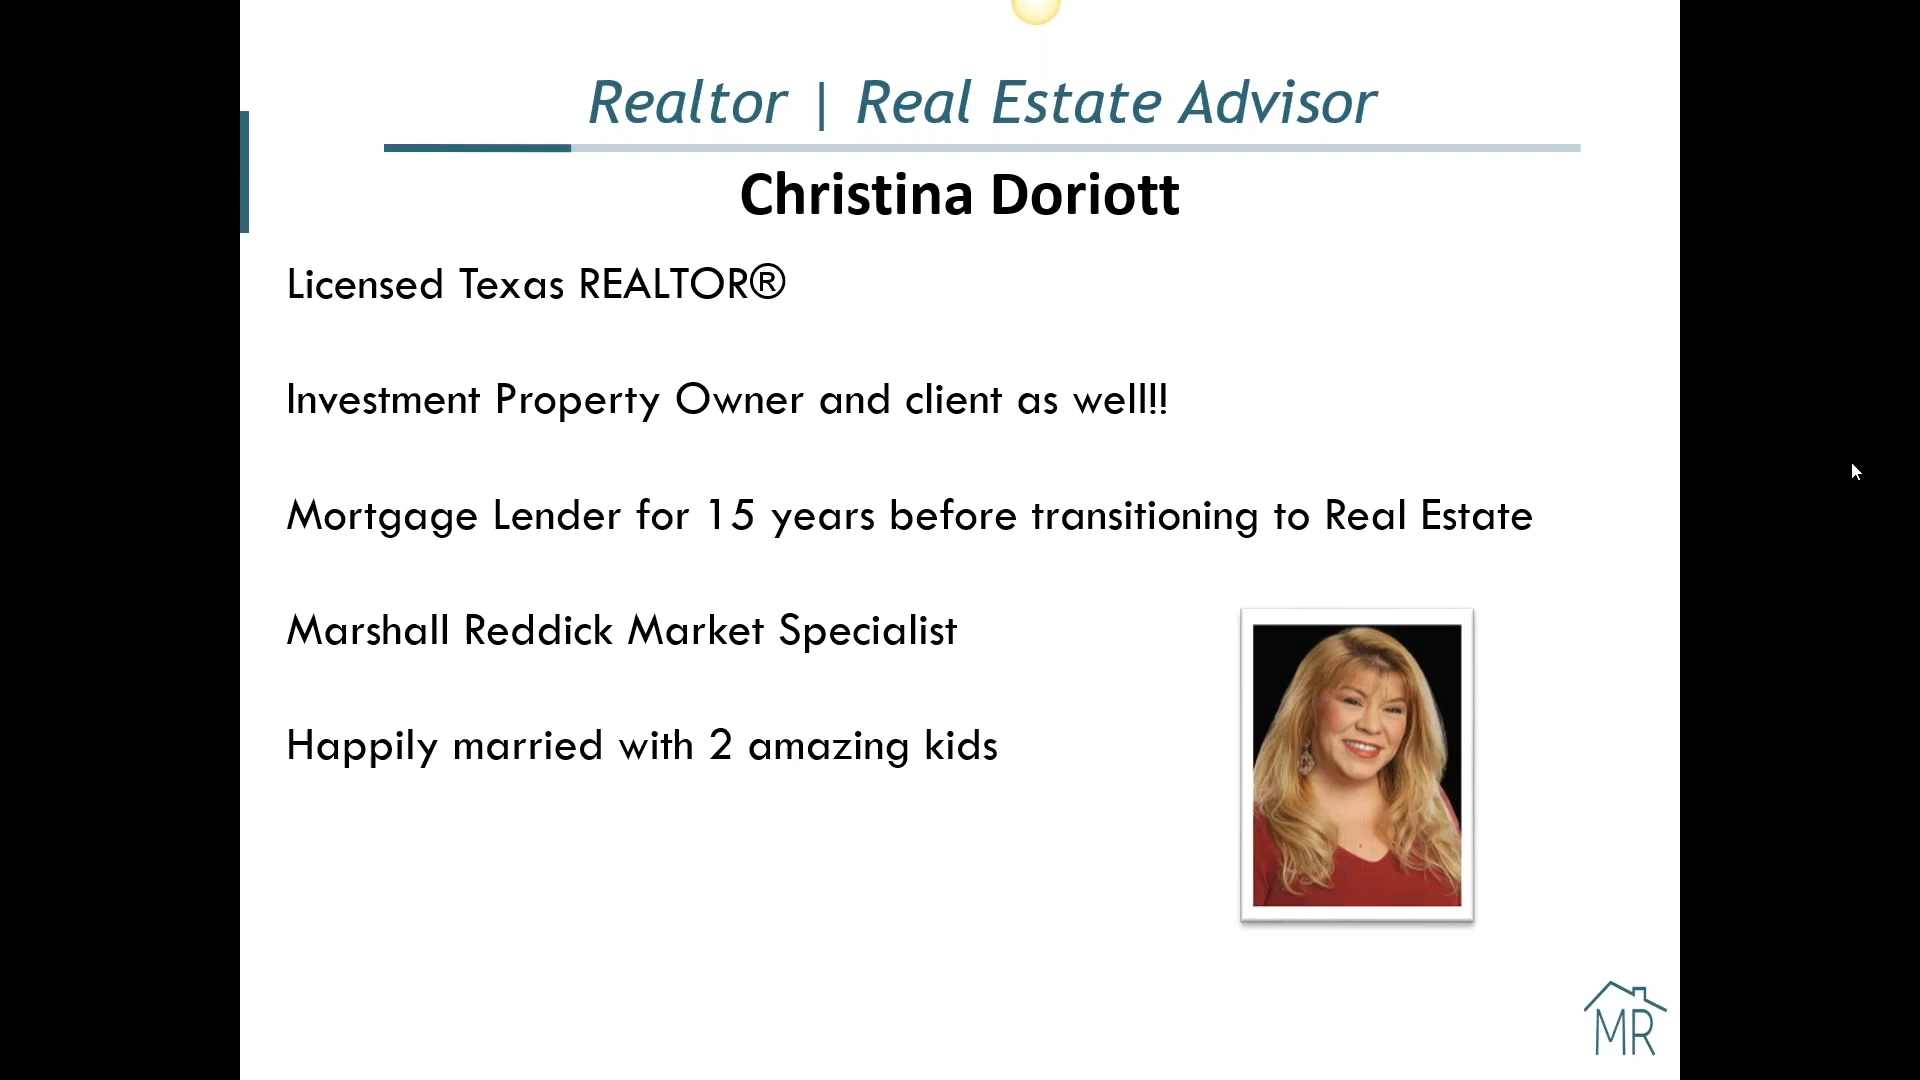 Realtor | Real Estate Advisor
Christina Doriott
Licensed Texas REALTOR®
Investment Property Owner and client as well!!
Mortgage Lender for 15 years before transitioning to Real Estate
Marshall Reddick Market Specialist
Happily married with 2 amazing kids
MR